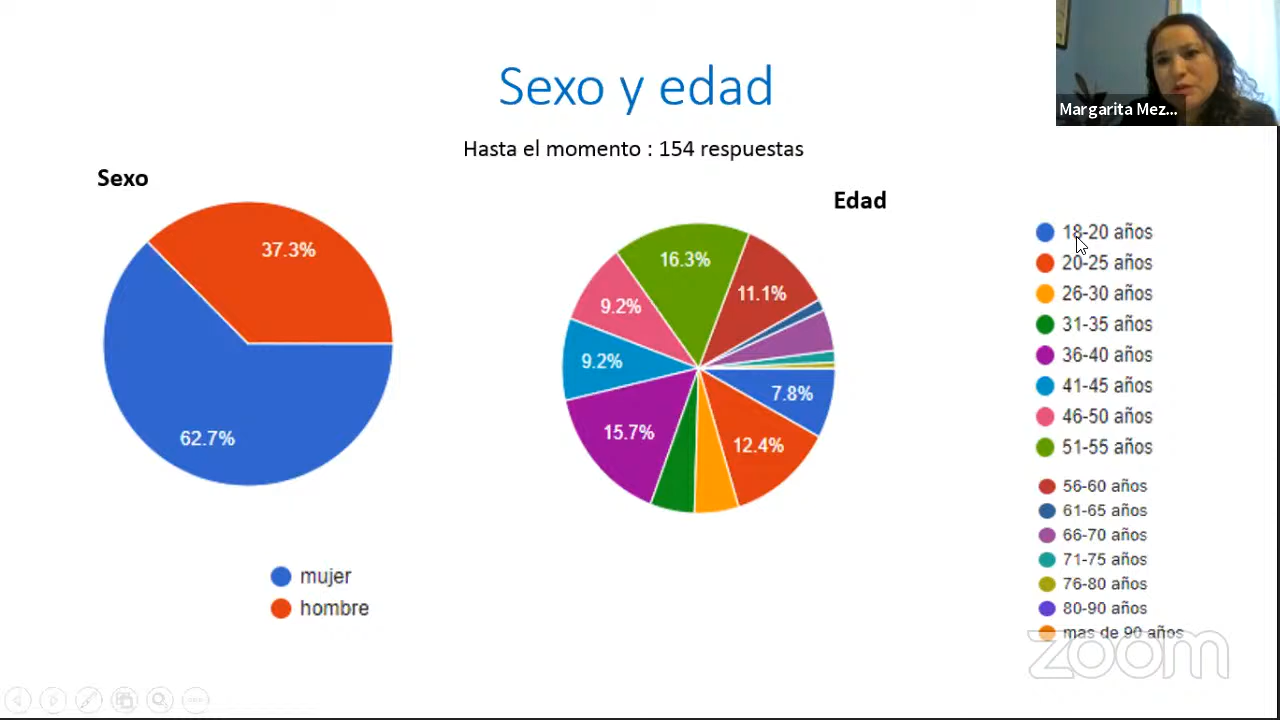 Margarita Mez...
Sexo y edad
Hasta el momento : 154 respuestas
Sexo
37.3%
62.7%
mujer
hombre
Edad
16.3%
11.1%
9.2%
9.2%
7.8%
15.7%
12.4%
18-20 años
20-25 años
26-30 años
31-35 años
36-40 años
41-45 años
46-50 años
51-55 años
56-60 años
61-65 años
66-70 años
71-75 años
76-80 años
80-90 años
mas de 90 años
zoom